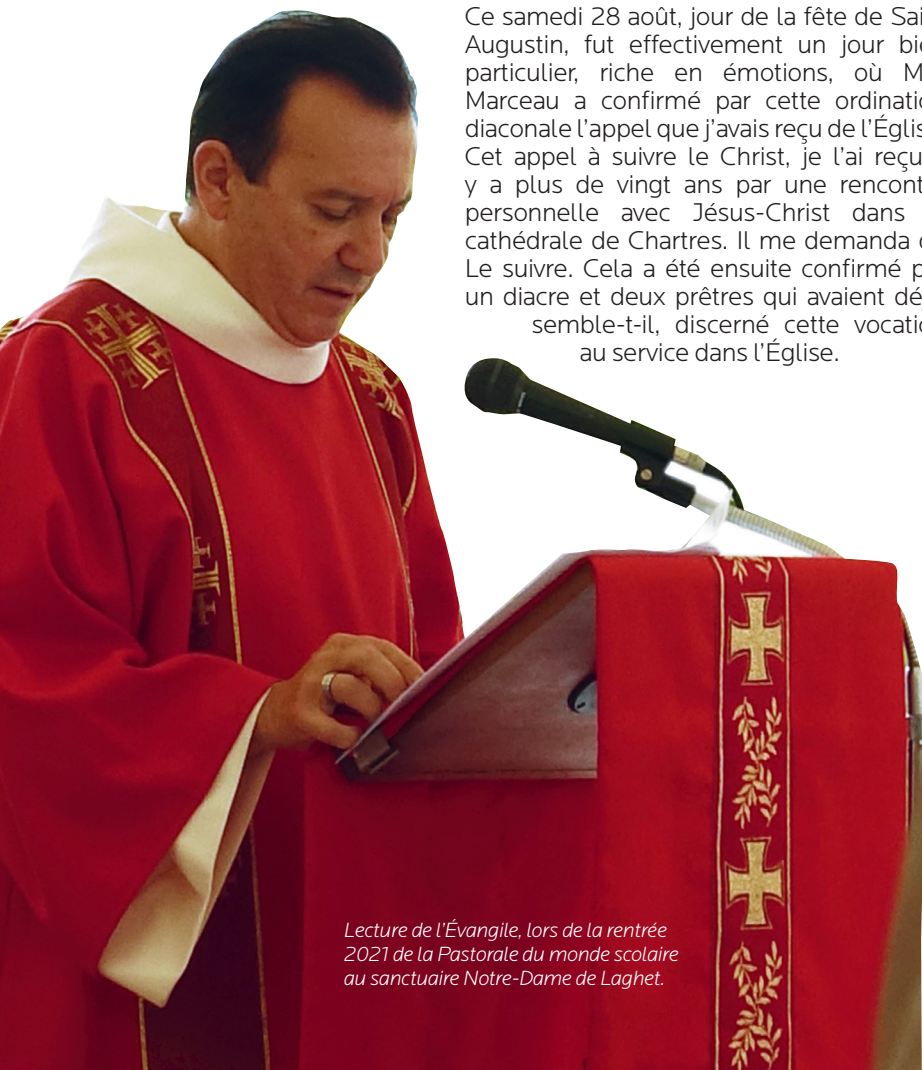 Ce samedi 28 août, jour de la fête de Sai
Augustin, fut effectivement un jour bie
particulier, riche en émotions, où M
Marceau a confirmé par cette ordinatio
diaconale l'appel que j'avais reçu de l'Églis
Cet appel à suivre le Christ, je l'ai reçu
y a plus de vingt ans par une rencont
personnelle avec Jésus-Christ dans
cathédrale de Chartres. Il me demanda d
Le suivre. Cela a été ensuite confirmé p
un diacre et deux prêtres qui avaient dé
semble-t-il, discerné cette vocatio
au service dans l'Église.
Lecture de l'Évangile, lors de la rentrée
2021 de la Pastorale du monde scolaire
au sanctuaire Notre-Dame de Laghet.